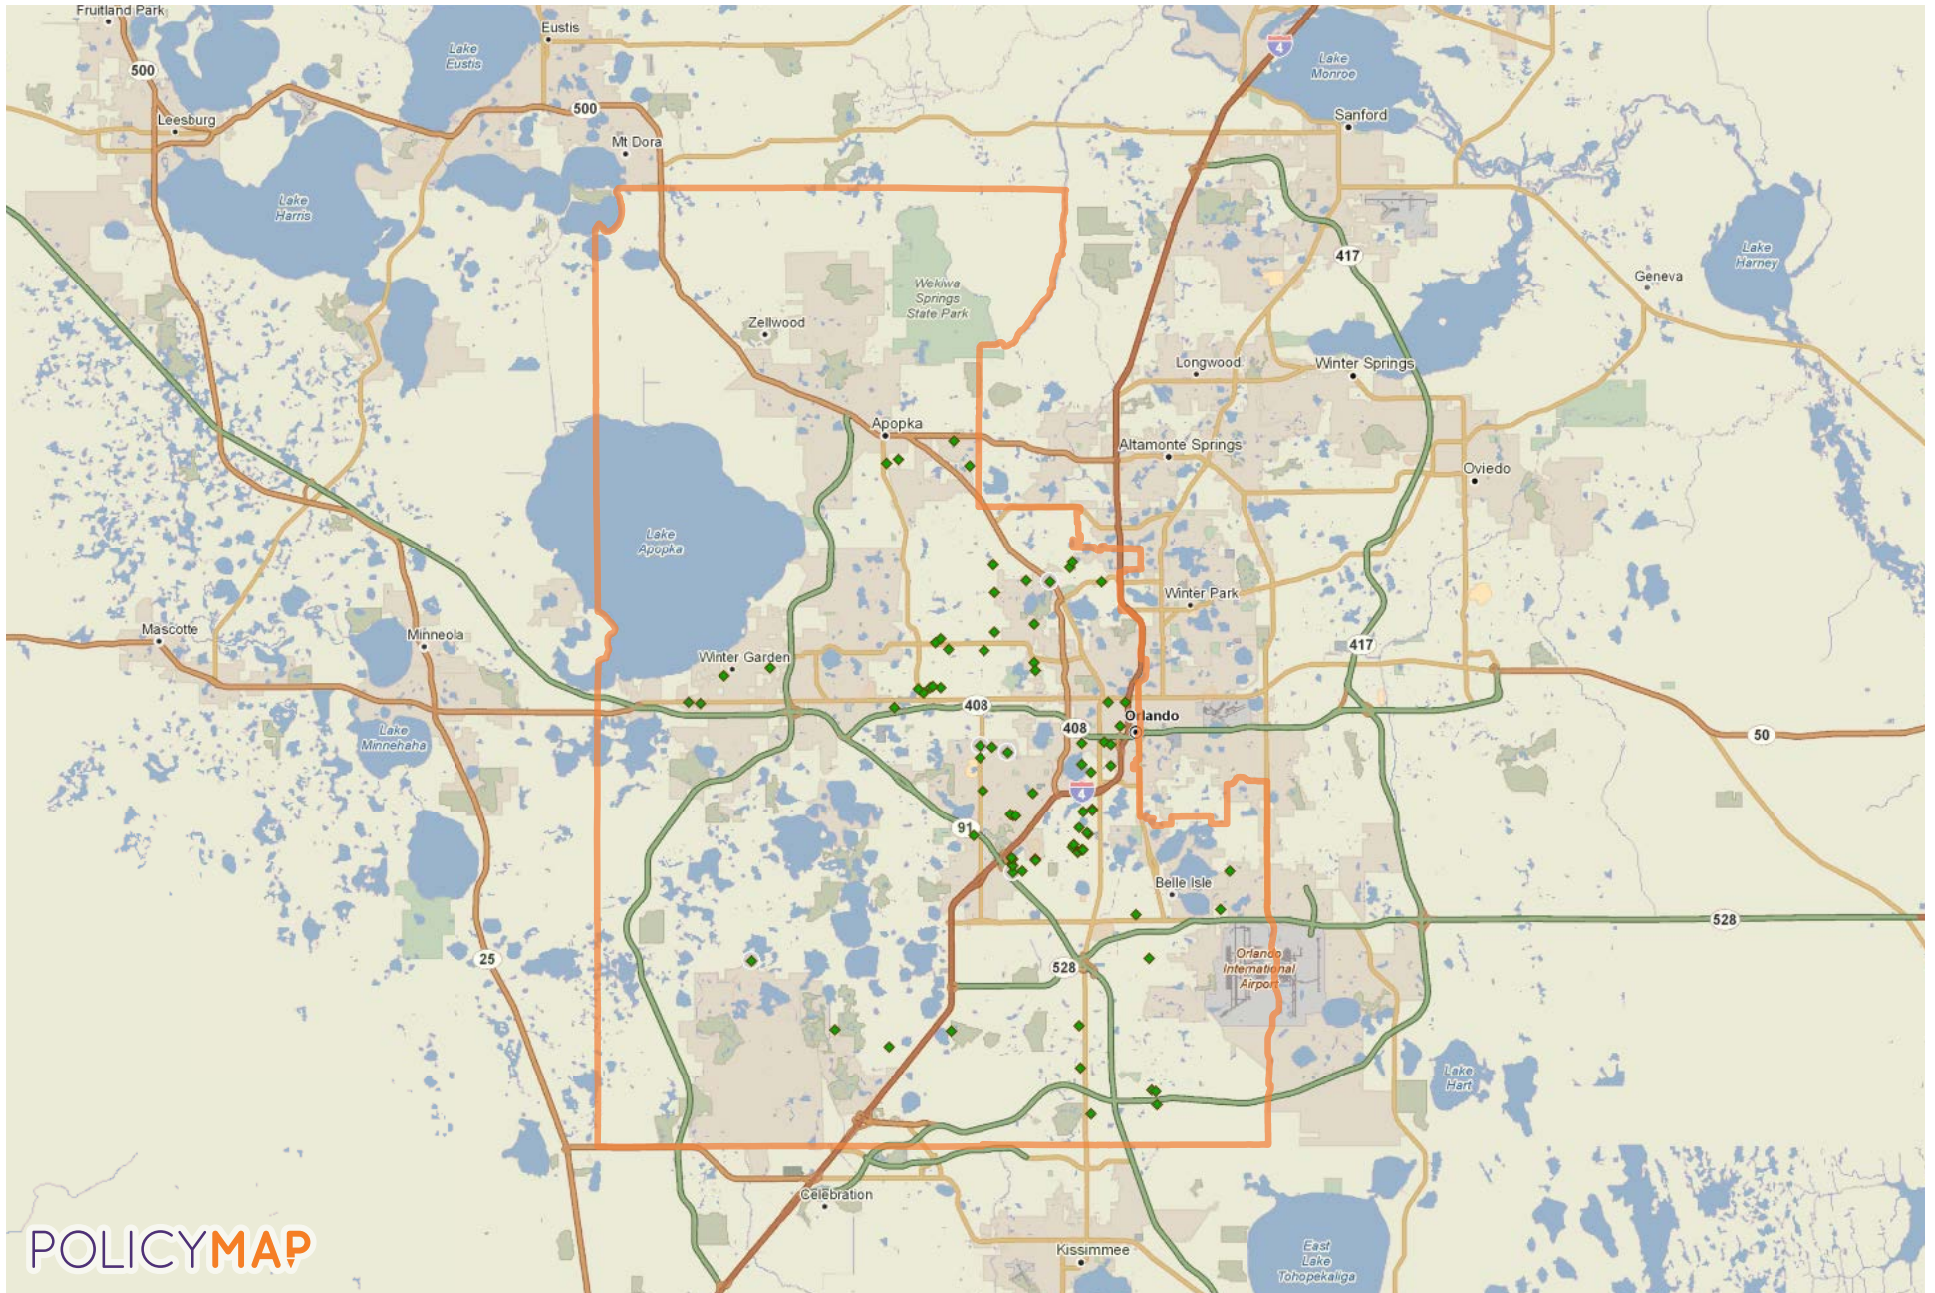 Fruitland Park
Eustis
4
Lake
Eustis
Lake
Monroe
500
500
Leesburg
Sanford
Mt Dora
Lake
Harris
417
Lake
Harney
Geneva
Wekiwa
Springs
State Park
Zellwood
Longwood
Winter Springs
Apopka
Altamonte Springs
Oviedo
Lake
Apopka
Winter Park
Mascotte
Minneola
417
Winter Garden
408
Orlando
408
50
Lake
Minnehaha
4
91
Belle Isle
528
25
528
Orlando
International
Airport
Lake
Hart
Celebration
Kissimmee
East
Lake
Tohopekaliga
POLICYMAP